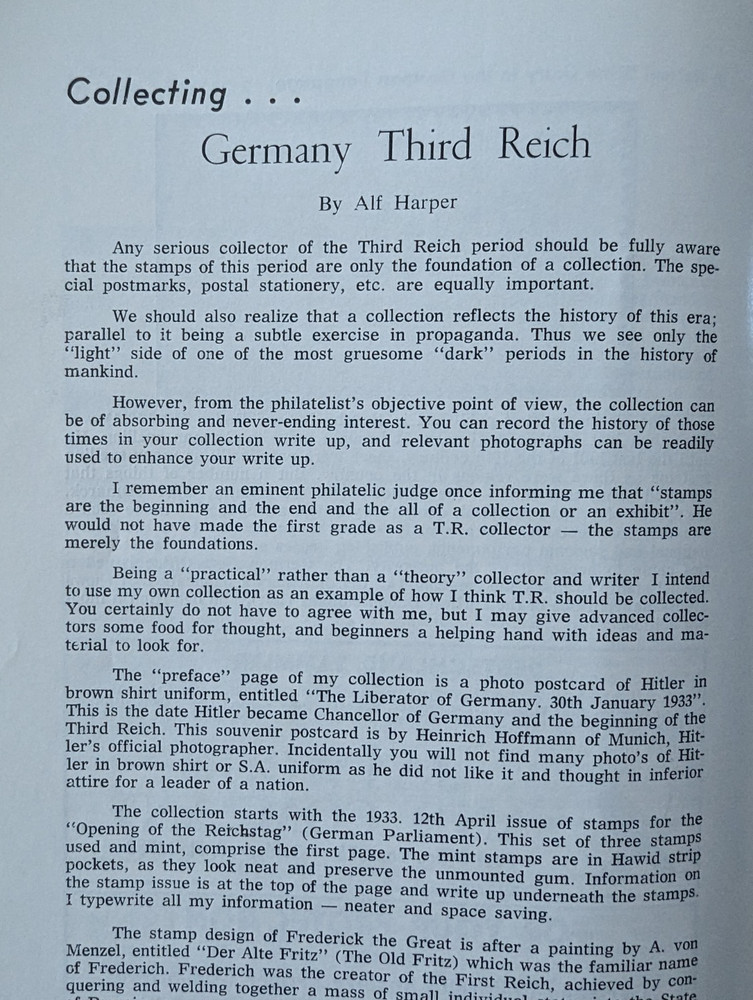 Collecting . . .
Germany Third Reich
By Alf Harper
Any serious collector of the Third Reich period should be fully aware
that the stamps of this period are only the foundation of a collection. The spe-
cial postmarks, postal stationery, etc. are equally important.
We should also realize that a collection reflects the history of this era;
parallel to it being a subtle exercise in propaganda. Thus we see only the
“light” side of one of the most gruesome “dark” periods in the history of
mankind.
However, from the philatelist’s objective point of view, the collection can
be of absorbing and never-ending interest. You can record the history of those
times in your collection write up, and relevant photographs can be readily
used to enhance your write up.
I remember an eminent philatelic judge once informing me that “stamps
are the beginning and the end and the all of a collection or an exhibit”. He
would not have made the first grade as a T.R. collector — the stamps are
merely the foundations.
Being a “practical” rather than a “theory” collector and writer I intend
to use my own collection as an example of how I think T.R. should be collected.
You certainly do not have to agree with me, but I may give advanced collec-
tors some food for thought, and beginners a helping hand with ideas and ma-
terial to look for.
The “preface” page of my collection is a photo postcard of Hitler in
brown shirt uniform, entitled “The Liberator of Germany. 30th January 1933”.
This is the date Hitler became Chancellor of Germany and the beginning of the
Third Reich. This souvenir postcard is by Heinrich Hoffmann of Munich, Hit-
ler’s official photographer. Incidentally you will not find many photo’s of Hit-
ler in brown shirt or S.A. uniform as he did not like it and thought in inferior
attire for a leader of a nation.
The collection starts with the 1933. 12th April issue of stamps for the
“Opening of the Reichstag” (German Parliament). This set of three stamps
used and mint, comprise the first page. The mint stamps are in Hawid strip
pockets, as they look neat and preserve the unmounted gum. Information on
the stamp issue is at the top of the page and write up underneath the stamps.
I typewrite all my information — neater and space saving.
The stamp design of Frederick the Great is after a painting by A. von
Menzel, entitled “Der Alte Fritz” (The Old Fritz) which was the familiar name
of Frederich. Frederick was the creator of the First Reich, achieved by con-
quering and welding together a mass of small individual
the State